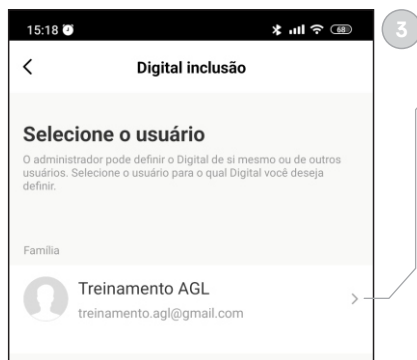 15:18
68
3
Digital inclusão
Selecione o usuário
O administrador pode definir o Digital de si mesmo ou de outros
usuários. Selecione o usuário para o qual Digital você deseja
definir.
Família
Treinamento AGL
treinamento.agl@gmail.com